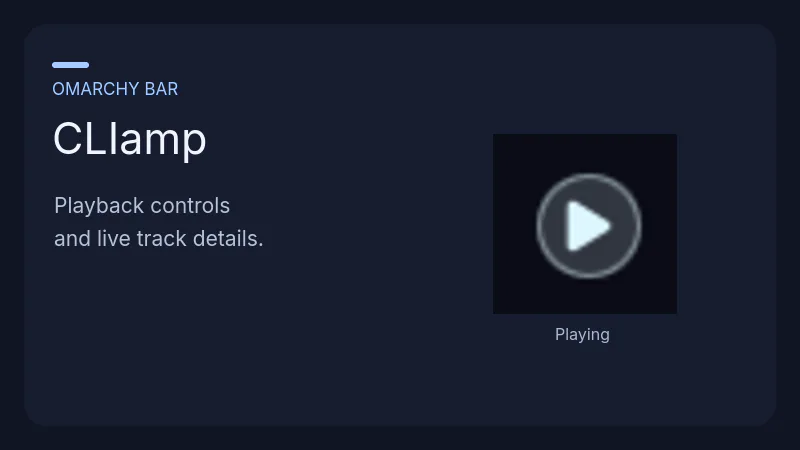 OMARCHY BAR
CLIamp
Playback controls
and live track details.
Playing